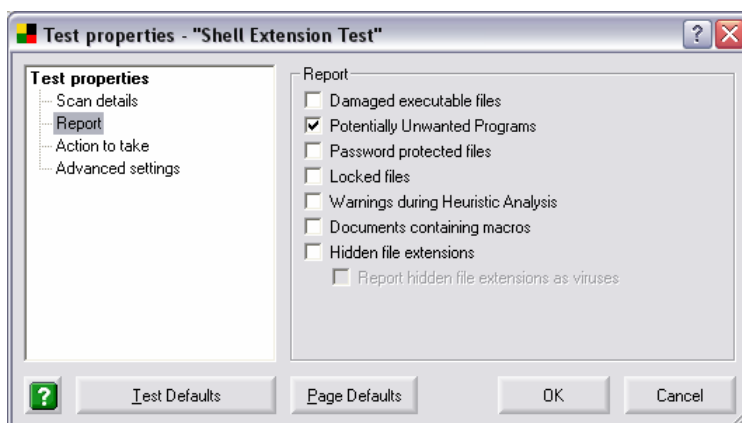 Test properties - "Shell Extension Test"
?
Test properties
Scan details
Report
Action to take
Advanced settings
Report
Damaged executable files
Potentially Unwanted Programs
Password protected files
Locked files
Warnings during Heuristic Analysis
Documents containing macros
Hidden file extensions
Report hidden file extensions as viruses
?
Test Defaults
Page Defaults
OK
Cancel